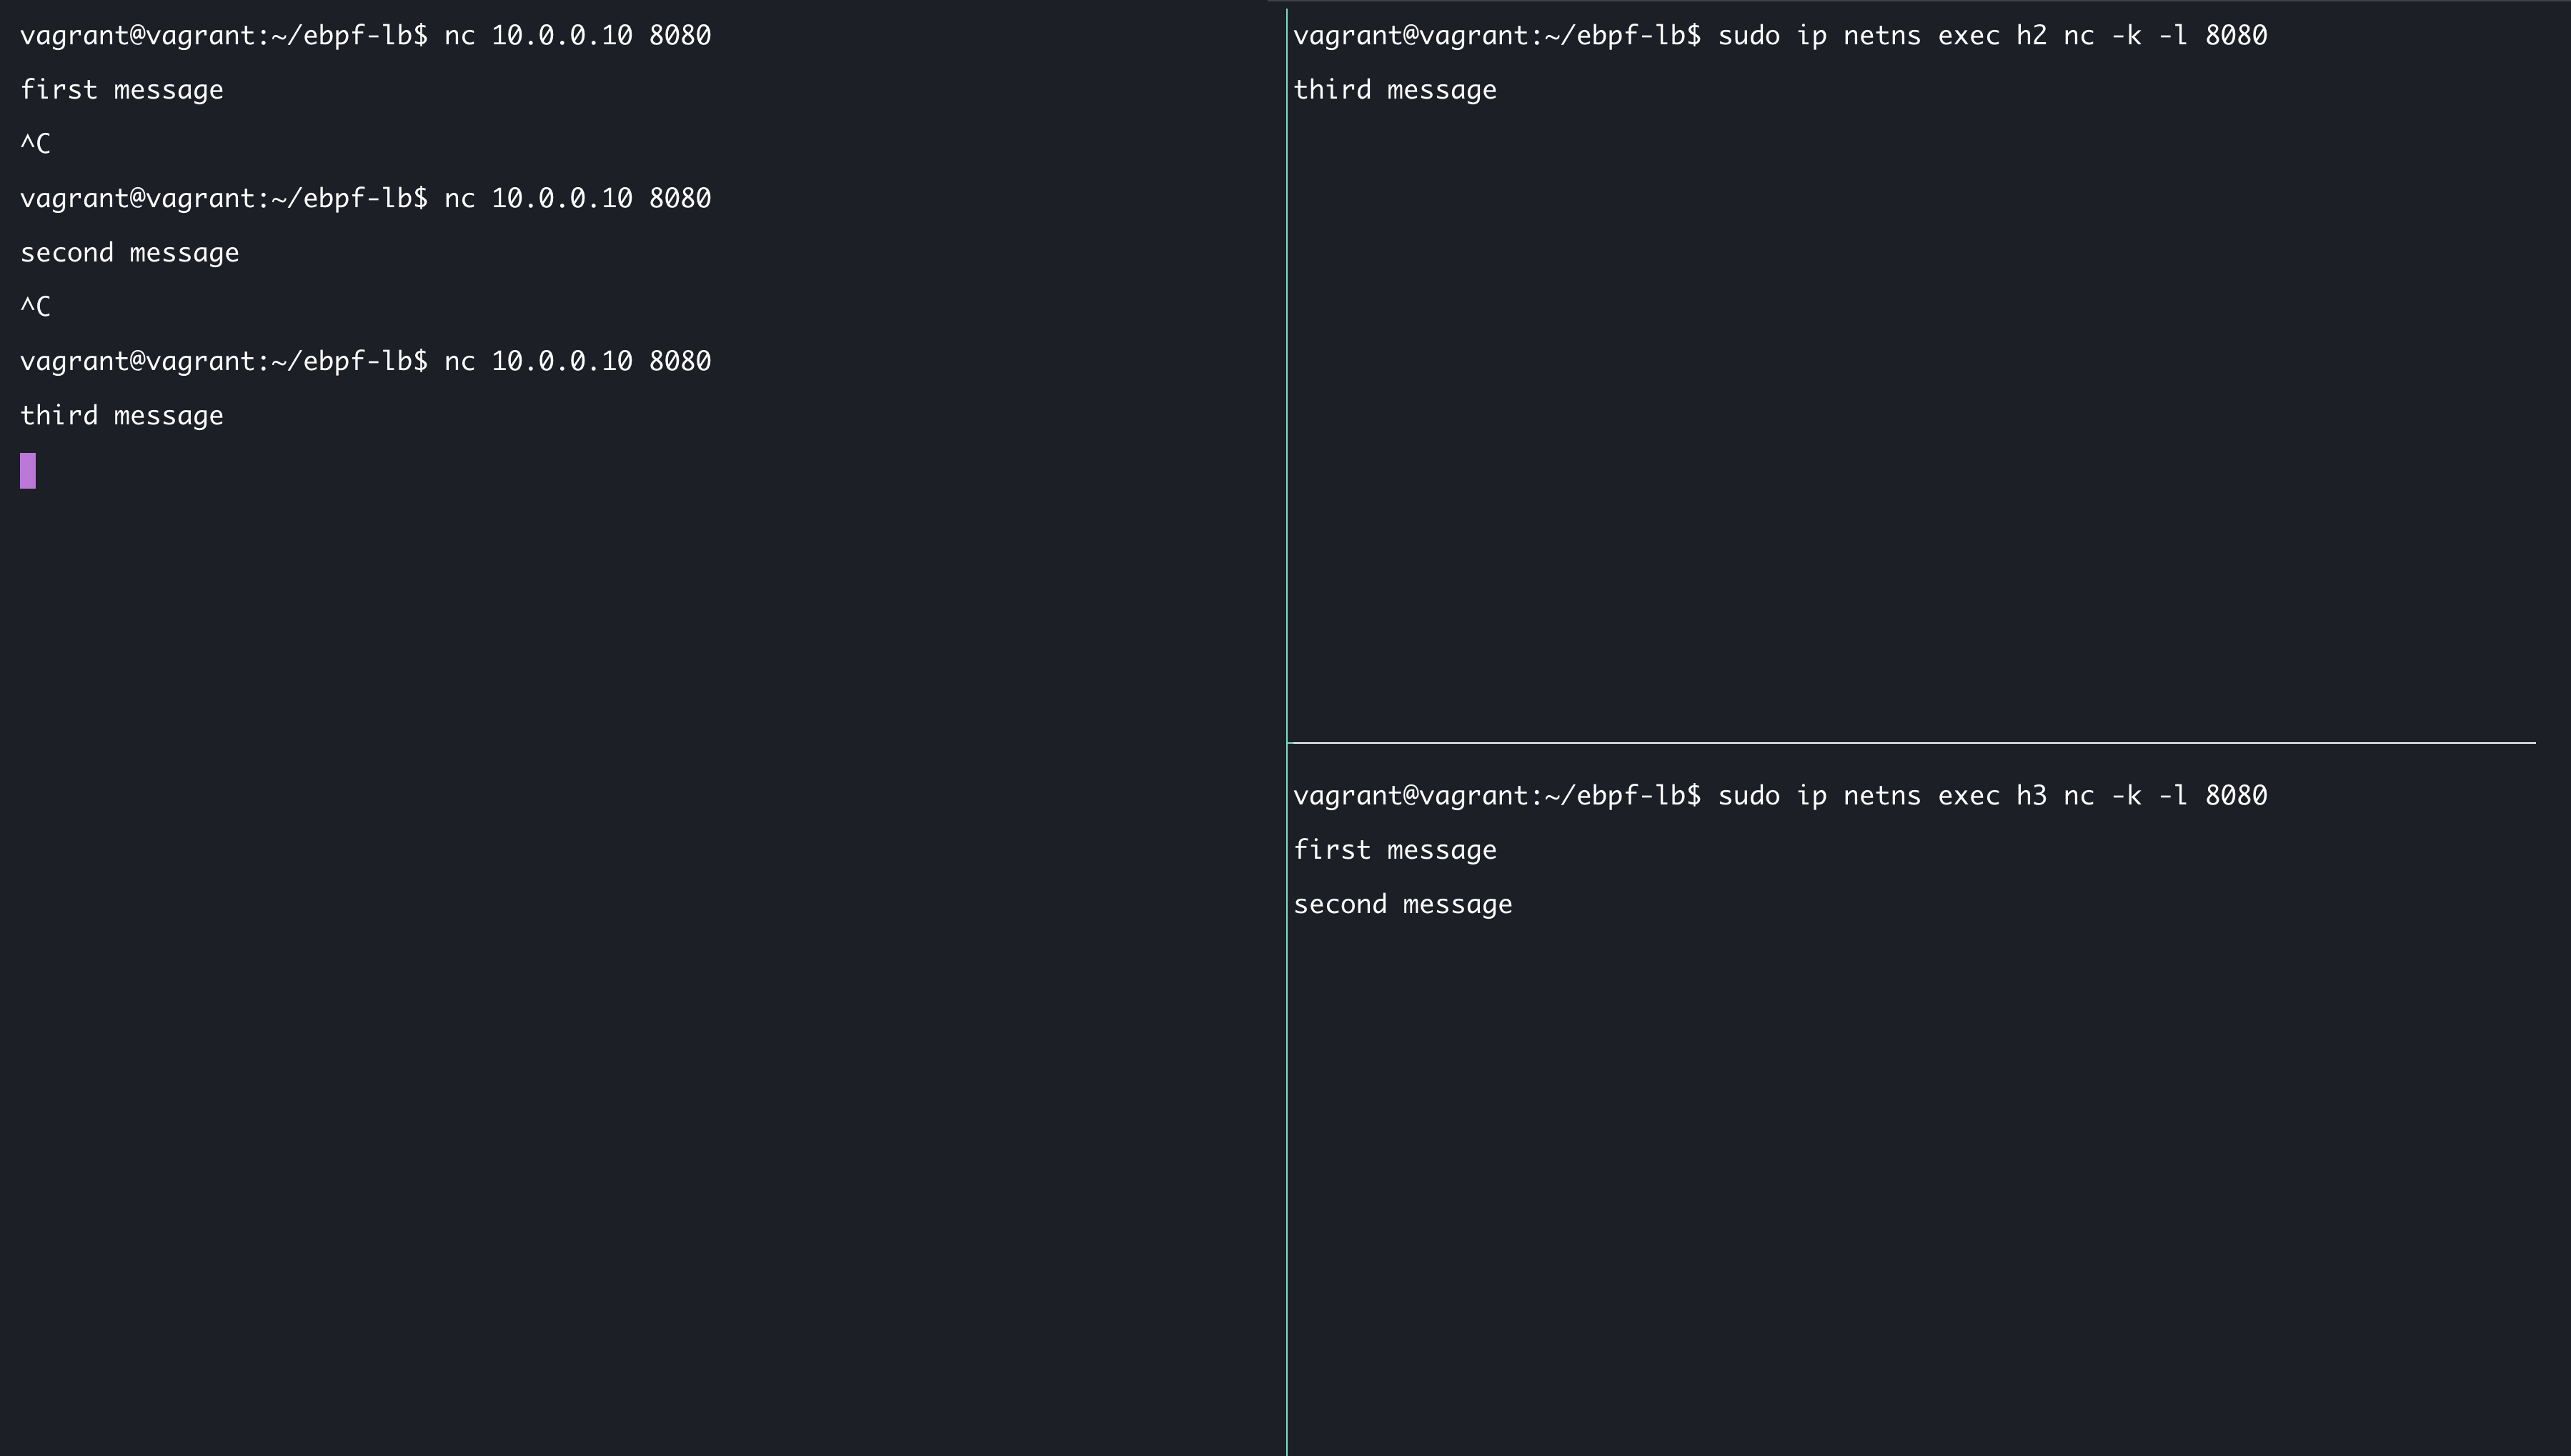 vagrant@vagrant:~/ebpf-lb$ nc 10.0.0.10 8080
first message
^C
vagrant@vagrant:~/ebpf-lb$ nc 10.0.0.10 8080
second message
^C
vagrant@vagrant:~/ebpf-lb$ nc 10.0.0.10 8080
third message
vagrant@vagrant:~/ebpf-lb$ sudo ip netns exec h2 nc -k -l 8080
third message
vagrant@vagrant:~/ebpf-lb$ sudo ip netns exec h3 nc -k -l 8080
first message
second message